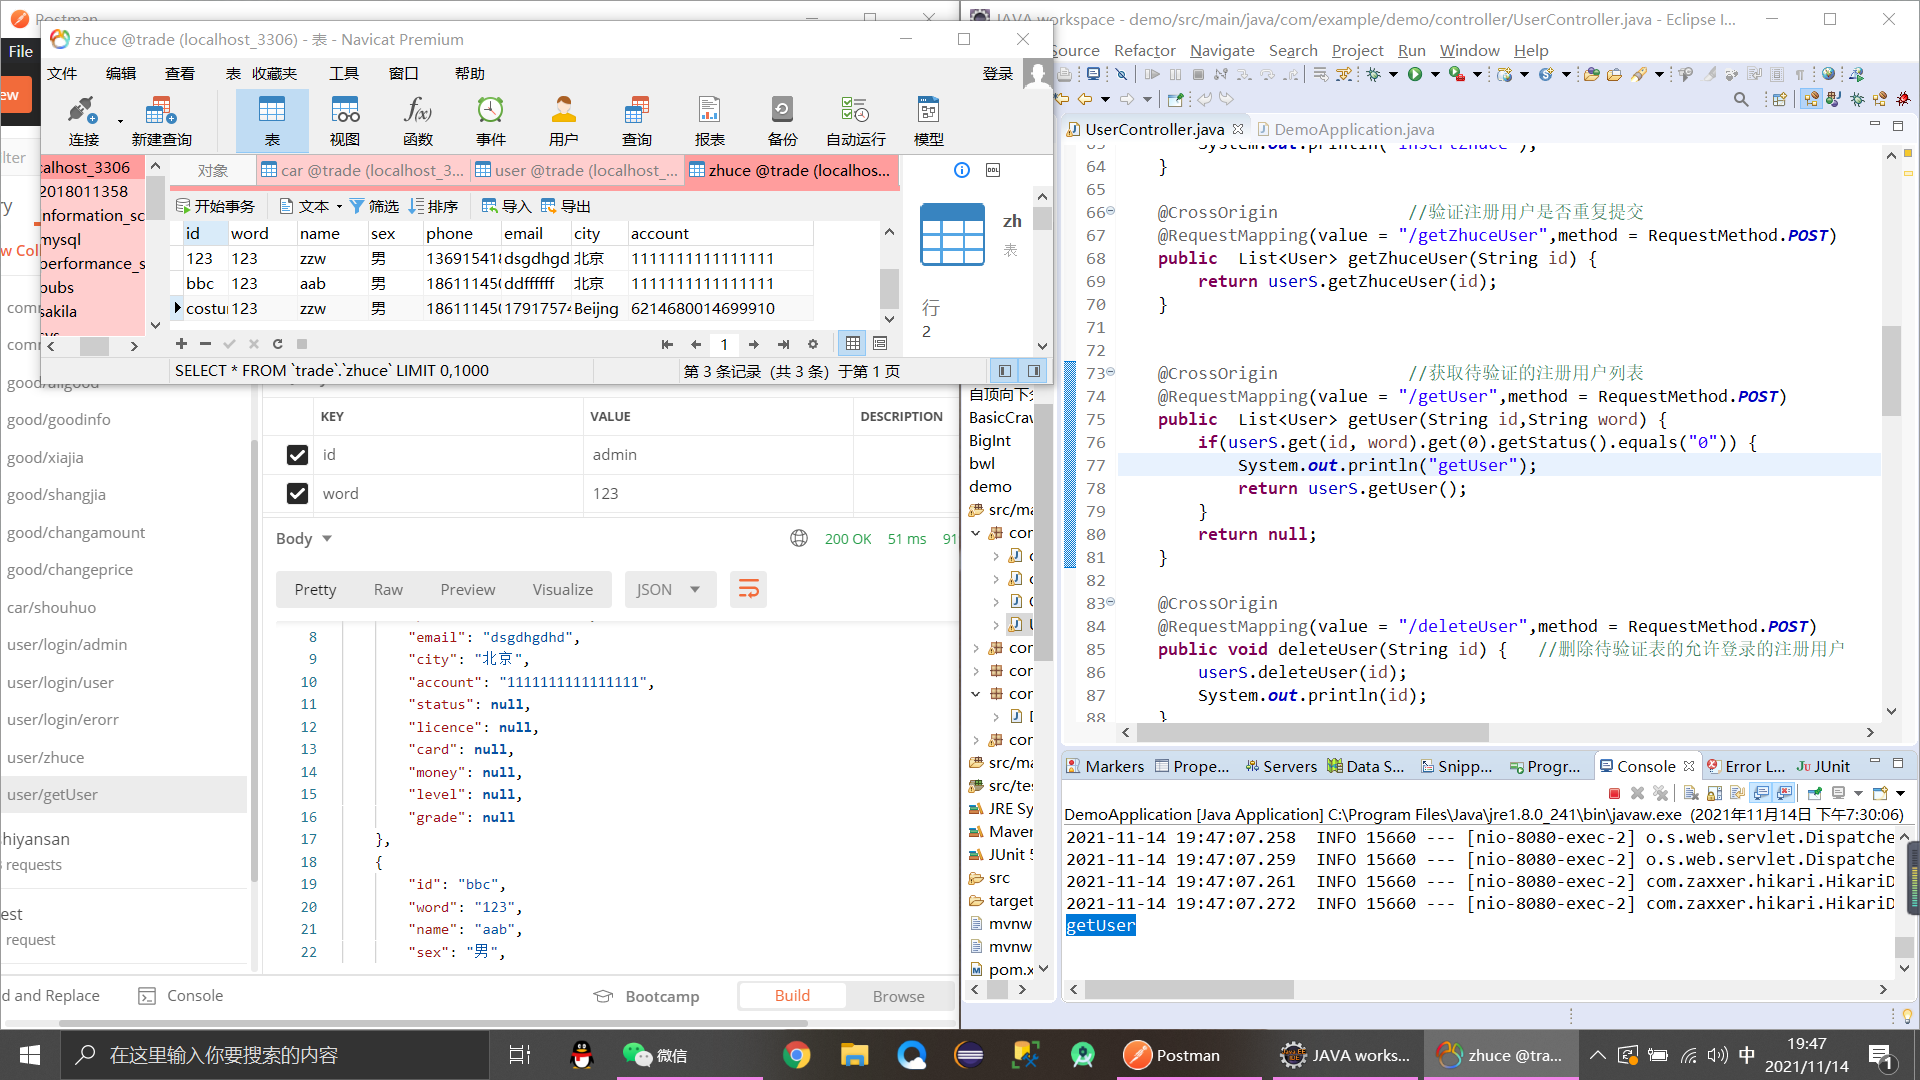 Postman
File
zhuce @trade (localhost_3306) - 表 - Navicat Premium
文件 编辑 查看 表 收藏夹 工具 窗口 帮助 登录
连接 新建查询 表 视图 函数 事件 用户 查询 报表 备份 自动运行 模型
对象 car @trade (localhost_3... user @trade (localhost_... zhuce @trade (localhos...
开始事务 文本 筛选 排序 导入 导出
alhost_3306
2018011358
information_sc
mysql
performance_s
pubs
sakila
sys
id word name sex phone email city account
123 123 zzw 男 136915418 dsgdhgd 北京 1111111111111111
bbc 123 aab 男 186111450 ddffffff 北京 1111111111111111
costu 123 zzw 男 186111450 17917574 Beijng 6214680014699910
1
SELECT * FROM `trade`.`zhuce` LIMIT 0,1000
第 3 条记录 (共 3 条) 于第 1 页
zh
表
行
2
good/goodinfo
good/xiajia
good/shangjia
good/changamount
good/changeprice
car/shouhuo
user/login/admin
user/login/user
user/login/erorr
user/zhuce
user/getUser
hiyansan
requests
est
request
KEY VALUE DESCRIPTION
id admin
word 123
Body 200 OK 51 ms 91
Pretty Raw Preview Visualize JSON
8 "email": "dsgdhgdhd",
9 "city": "北京",
10 "account": "1111111111111111",
11 "status": null,
12 "licence": null,
13 "card": null,
14 "money": null,
15 "level": null,
16 "grade": null
17 },
18 {
19 "id": "bbc",
20 "word": "123",
21 "name": "aab",
22 "sex": "男",
d and Replace Console Bootcamp Build Browse
JAVA workspace - demo/src/main/java/com/example/demo/controller/UserController.java - Eclipse I...
Source Refactor Navigate Search Project Run Window Help
UserController.java DemoApplication.java
65 System.out.println("insertZhuce");
64 }
65
66 @CrossOrigin //验证注册用户是否重复提交
67 @RequestMapping(value = "/getZhuceUser",method = RequestMethod.POST)
68 public List<User> getZhuceUser(String id) {
69 return userS.getZhuceUser(id);
70 }
71
72
73 @CrossOrigin //获取待验证的注册用户列表
74 @RequestMapping(value = "/getUser",method = RequestMethod.POST)
75 public List<User> getUser(String id,String word) {
76 if(userS.get(id, word).get(0).getStatus().equals("0")) {
77 System.out.println("getUser");
78 return userS.getUser();
79 }
80 return null;
81 }
82
83 @CrossOrigin
84 @RequestMapping(value = "/deleteUser",method = RequestMethod.POST)
85 public void deleteUser(String id) { //删除待验证表的允许登录的注册用户
86 userS.deleteUser(id);
87 System.out.println(id);
88 }
自顶向下
BasicCraw
BigInt
bwl
demo
src/ma
con
con
con
con
con
src/ma
src/tes
JRE Sy
Maver
JUnit 5
src
target
mvnw
mvnw
pom.x
Markers Prope... Servers Data S... Snipp... Progr... Console Error L... JUnit
DemoApplication [Java Application] C:\Program Files\Java\jre1.8.0_241\bin\javaw.exe (2021年11月14日 下午7:30:06)
2021-11-14 19:47:07.258 INFO 15660 --- [nio-8080-exec-2] o.s.web.servlet.Dispatche
2021-11-14 19:47:07.259 INFO 15660 --- [nio-8080-exec-2] o.s.web.servlet.Dispatche
2021-11-14 19:47:07.261 INFO 15660 --- [nio-8080-exec-2] com.zaxxer.hikari.HikariD
2021-11-14 19:47:07.272 INFO 15660 --- [nio-8080-exec-2] com.zaxxer.hikari.HikariD
getUser
在这里输入你要搜索的内容 微信 Postman JAVA works... zhuce @tra... 中 19:47
2021/11/14
1